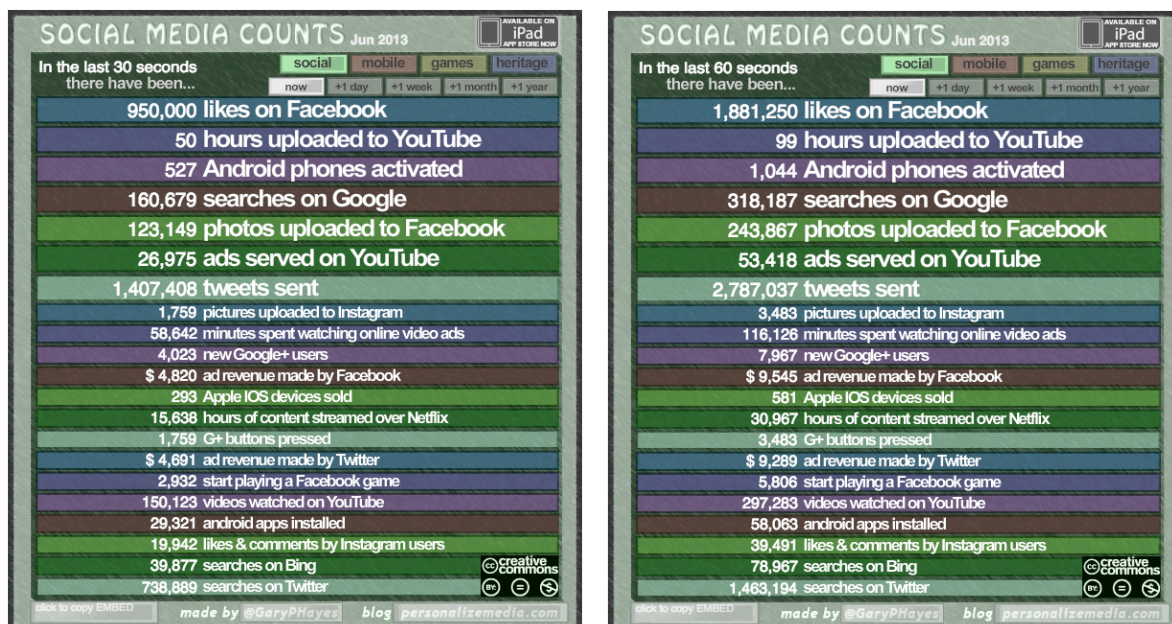 SOCIAL MEDIA COUNTS Jun 2013
AVAILABLE ON
iPad
APP STORE NOW
In the last 30 seconds
there have been...
social mobile games heritage
now +1 day +1 week +1 month +1 year
950,000 likes on Facebook
50 hours uploaded to YouTube
527 Android phones activated
160,679 searches on Google
123,149 photos uploaded to Facebook
26,975 ads served on YouTube
1,407,408 tweets sent
1,759 pictures uploaded to Instagram
58,642 minutes spent watching online video ads
4,023 new Google+ users
$ 4,820 ad revenue made by Facebook
293 Apple IOS devices sold
15,638 hours of content streamed over Netflix
1,759 G+ buttons pressed
$ 4,691 ad revenue made by Twitter
2,932 start playing a Facebook game
150,123 videos watched on YouTube
29,321 android apps installed
19,942 likes & comments by Instagram users
39,877 searches on Bing
738,889 searches on Twitter
cc creative
commons
BY:
click to copy EMBED
made by @GaryPHayes blog personalizemedia.com
SOCIAL MEDIA COUNTS Jun 2013
AVAILABLE ON
iPad
APP STORE NOW
In the last 60 seconds
there have been...
social mobile games heritage
now +1 day +1 week +1 month +1 year
1,881,250 likes on Facebook
99 hours uploaded to YouTube
1,044 Android phones activated
318,187 searches on Google
243,867 photos uploaded to Facebook
53,418 ads served on YouTube
2,787,037 tweets sent
3,483 pictures uploaded to Instagram
116,126 minutes spent watching online video ads
7,967 new Google+ users
$ 9,545 ad revenue made by Facebook
581 Apple IOS devices sold
30,967 hours of content streamed over Netflix
3,483 G+ buttons pressed
$ 9,289 ad revenue made by Twitter
5,806 start playing a Facebook game
297,283 videos watched on YouTube
58,063 android apps installed
39,491 likes & comments by Instagram users
78,967 searches on Bing
1,463,194 searches on Twitter
cc creative
commons
BY:
click to copy EMBED
made by @GaryPHayes blog personalizemedia.com